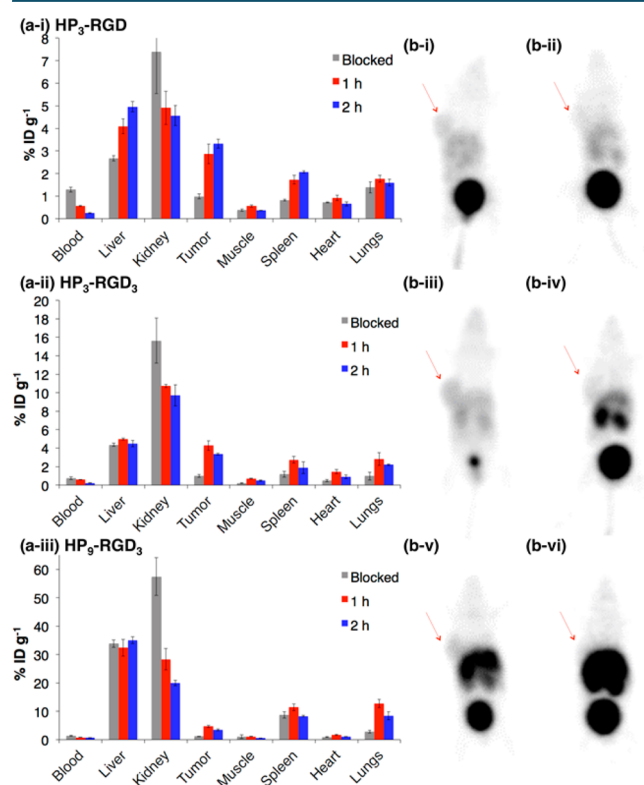 (a-i) HP3-RGD
(b-i)
(b-ii)
% ID g-1
8
7
6
5
4
3
2
1
0
Blocked
1 h
2 h
Blood
Liver
Kidney
Tumor
Muscle
Spleen
Heart
Lungs
(a-ii) HP3-RGD3
(b-iii)
(b-iv)
% ID g-1
20
18
16
14
12
10
8
6
4
2
0
Blocked
1 h
2 h
Blood
Liver
Kidney
Tumor
Muscle
Spleen
Heart
Lungs
(a-iii) HP9-RGD3
(b-v)
(b-vi)
% ID g-1
60
50
40
30
20
10
0
Blocked
1 h
2 h
Blood
Liver
Kidney
Tumor
Muscle
Spleen
Heart
Lungs